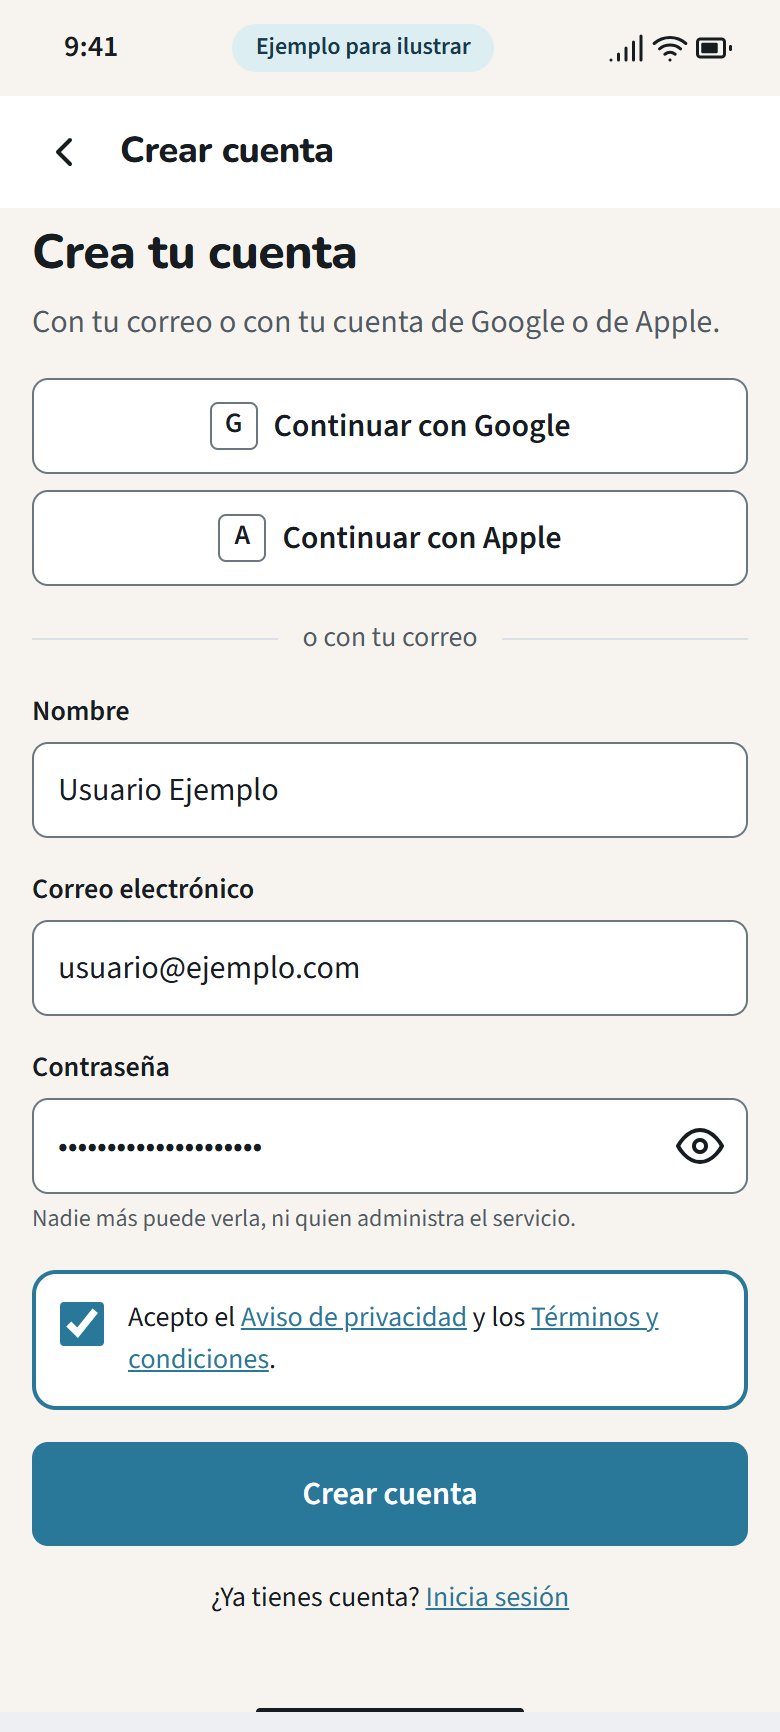 9:41
Ejemplo para ilustrar
Crear cuenta
Crea tu cuenta
Con tu correo o con tu cuenta de Google o de Apple.
G Continuar con Google
A Continuar con Apple
o con tu correo
Nombre
Usuario Ejemplo
Correo electrónico
usuario@ejemplo.com
Contraseña
•••••••••••••••••••••
Nadie más puede verla, ni quien administra el servicio.
Acepto el Aviso de privacidad y los Términos y
condiciones.
Crear cuenta
¿Ya tienes cuenta? Inicia sesión